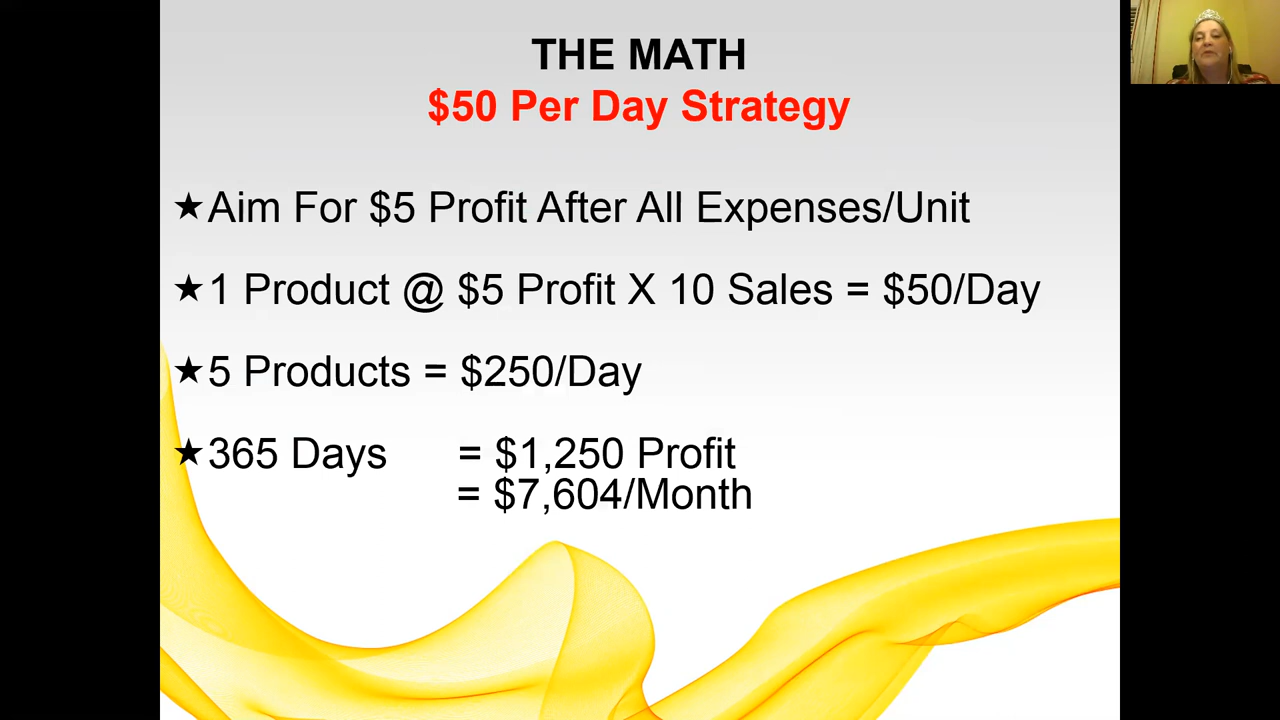 THE MATH
$50 Per Day Strategy
★Aim For $5 Profit After All Expenses/Unit
★1 Product @ $5 Profit X 10 Sales = $50/Day
★5 Products = $250/Day
★365 Days = $1,250 Profit
= $7,604/Month